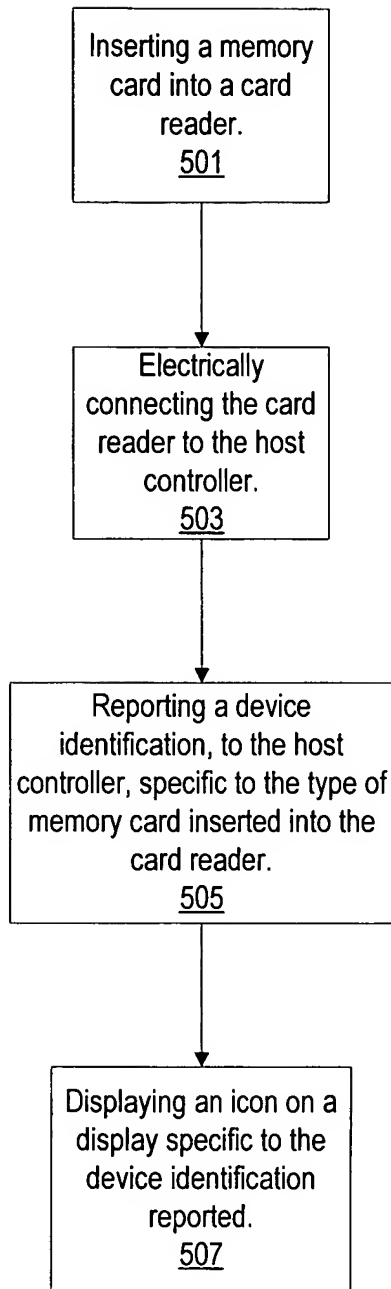 Inserting a memory
card into a card
reader.
501
Electrically
connecting the card
reader to the host
controller.
503
Reporting a device
identification, to the host
controller, specific to the type of
memory card inserted into the
card reader.
505
Displaying an icon on a
display specific to the
device identification
reported.
507